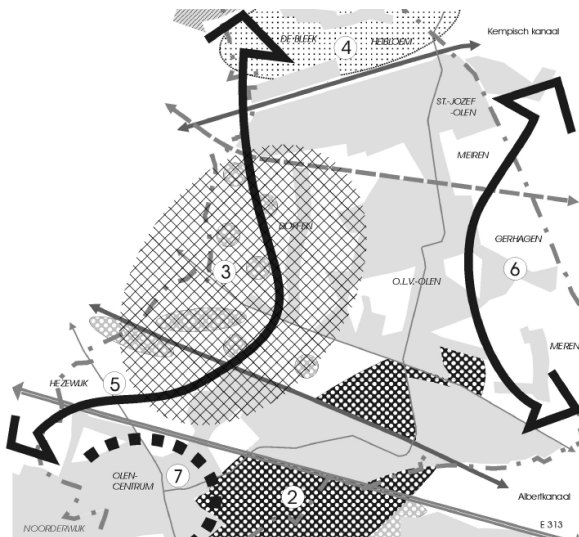 DE BLEEK
HEIBLOEM
Kempisch kanaal
4
ST.-JOZEF
-OLEN
MEIREN
BOFFEN
GERHAGEN
3
6
O.L.V.-OLEN
MEREN
HEZEWIJK
5
7
OLEN-
CENTRUM
2
Albertkanaal
E 313
NOORDERWIJK